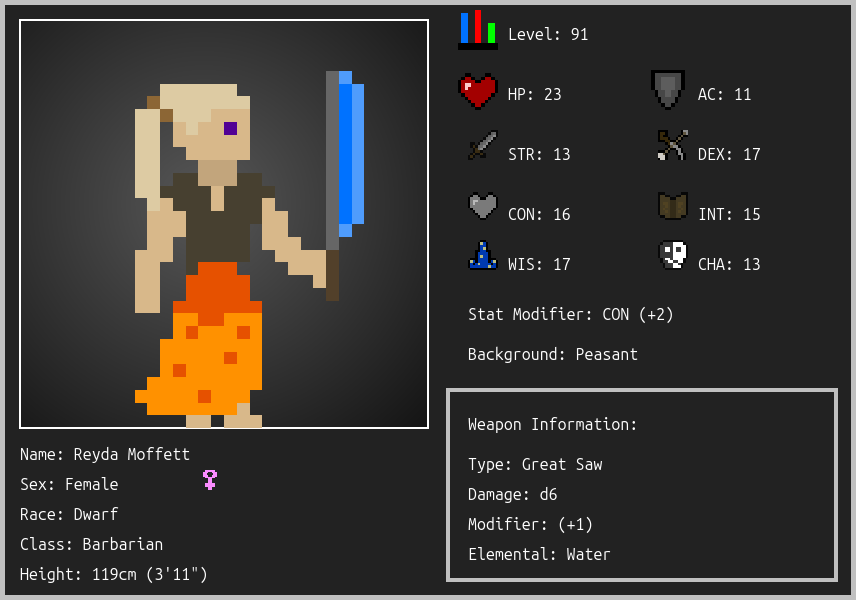 Level: 91
HP: 23
AC: 11
STR: 13
DEX: 17
CON: 16
INT: 15
WIS: 17
CHA: 13
Stat Modifier: CON (+2)
Background: Peasant
Weapon Information:
Type: Great Saw
Damage: d6
Modifier: (+1)
Elemental: Water
Name: Reyda Moffett
Sex: Female
Race: Dwarf
Class: Barbarian
Height: 119cm (3'11")